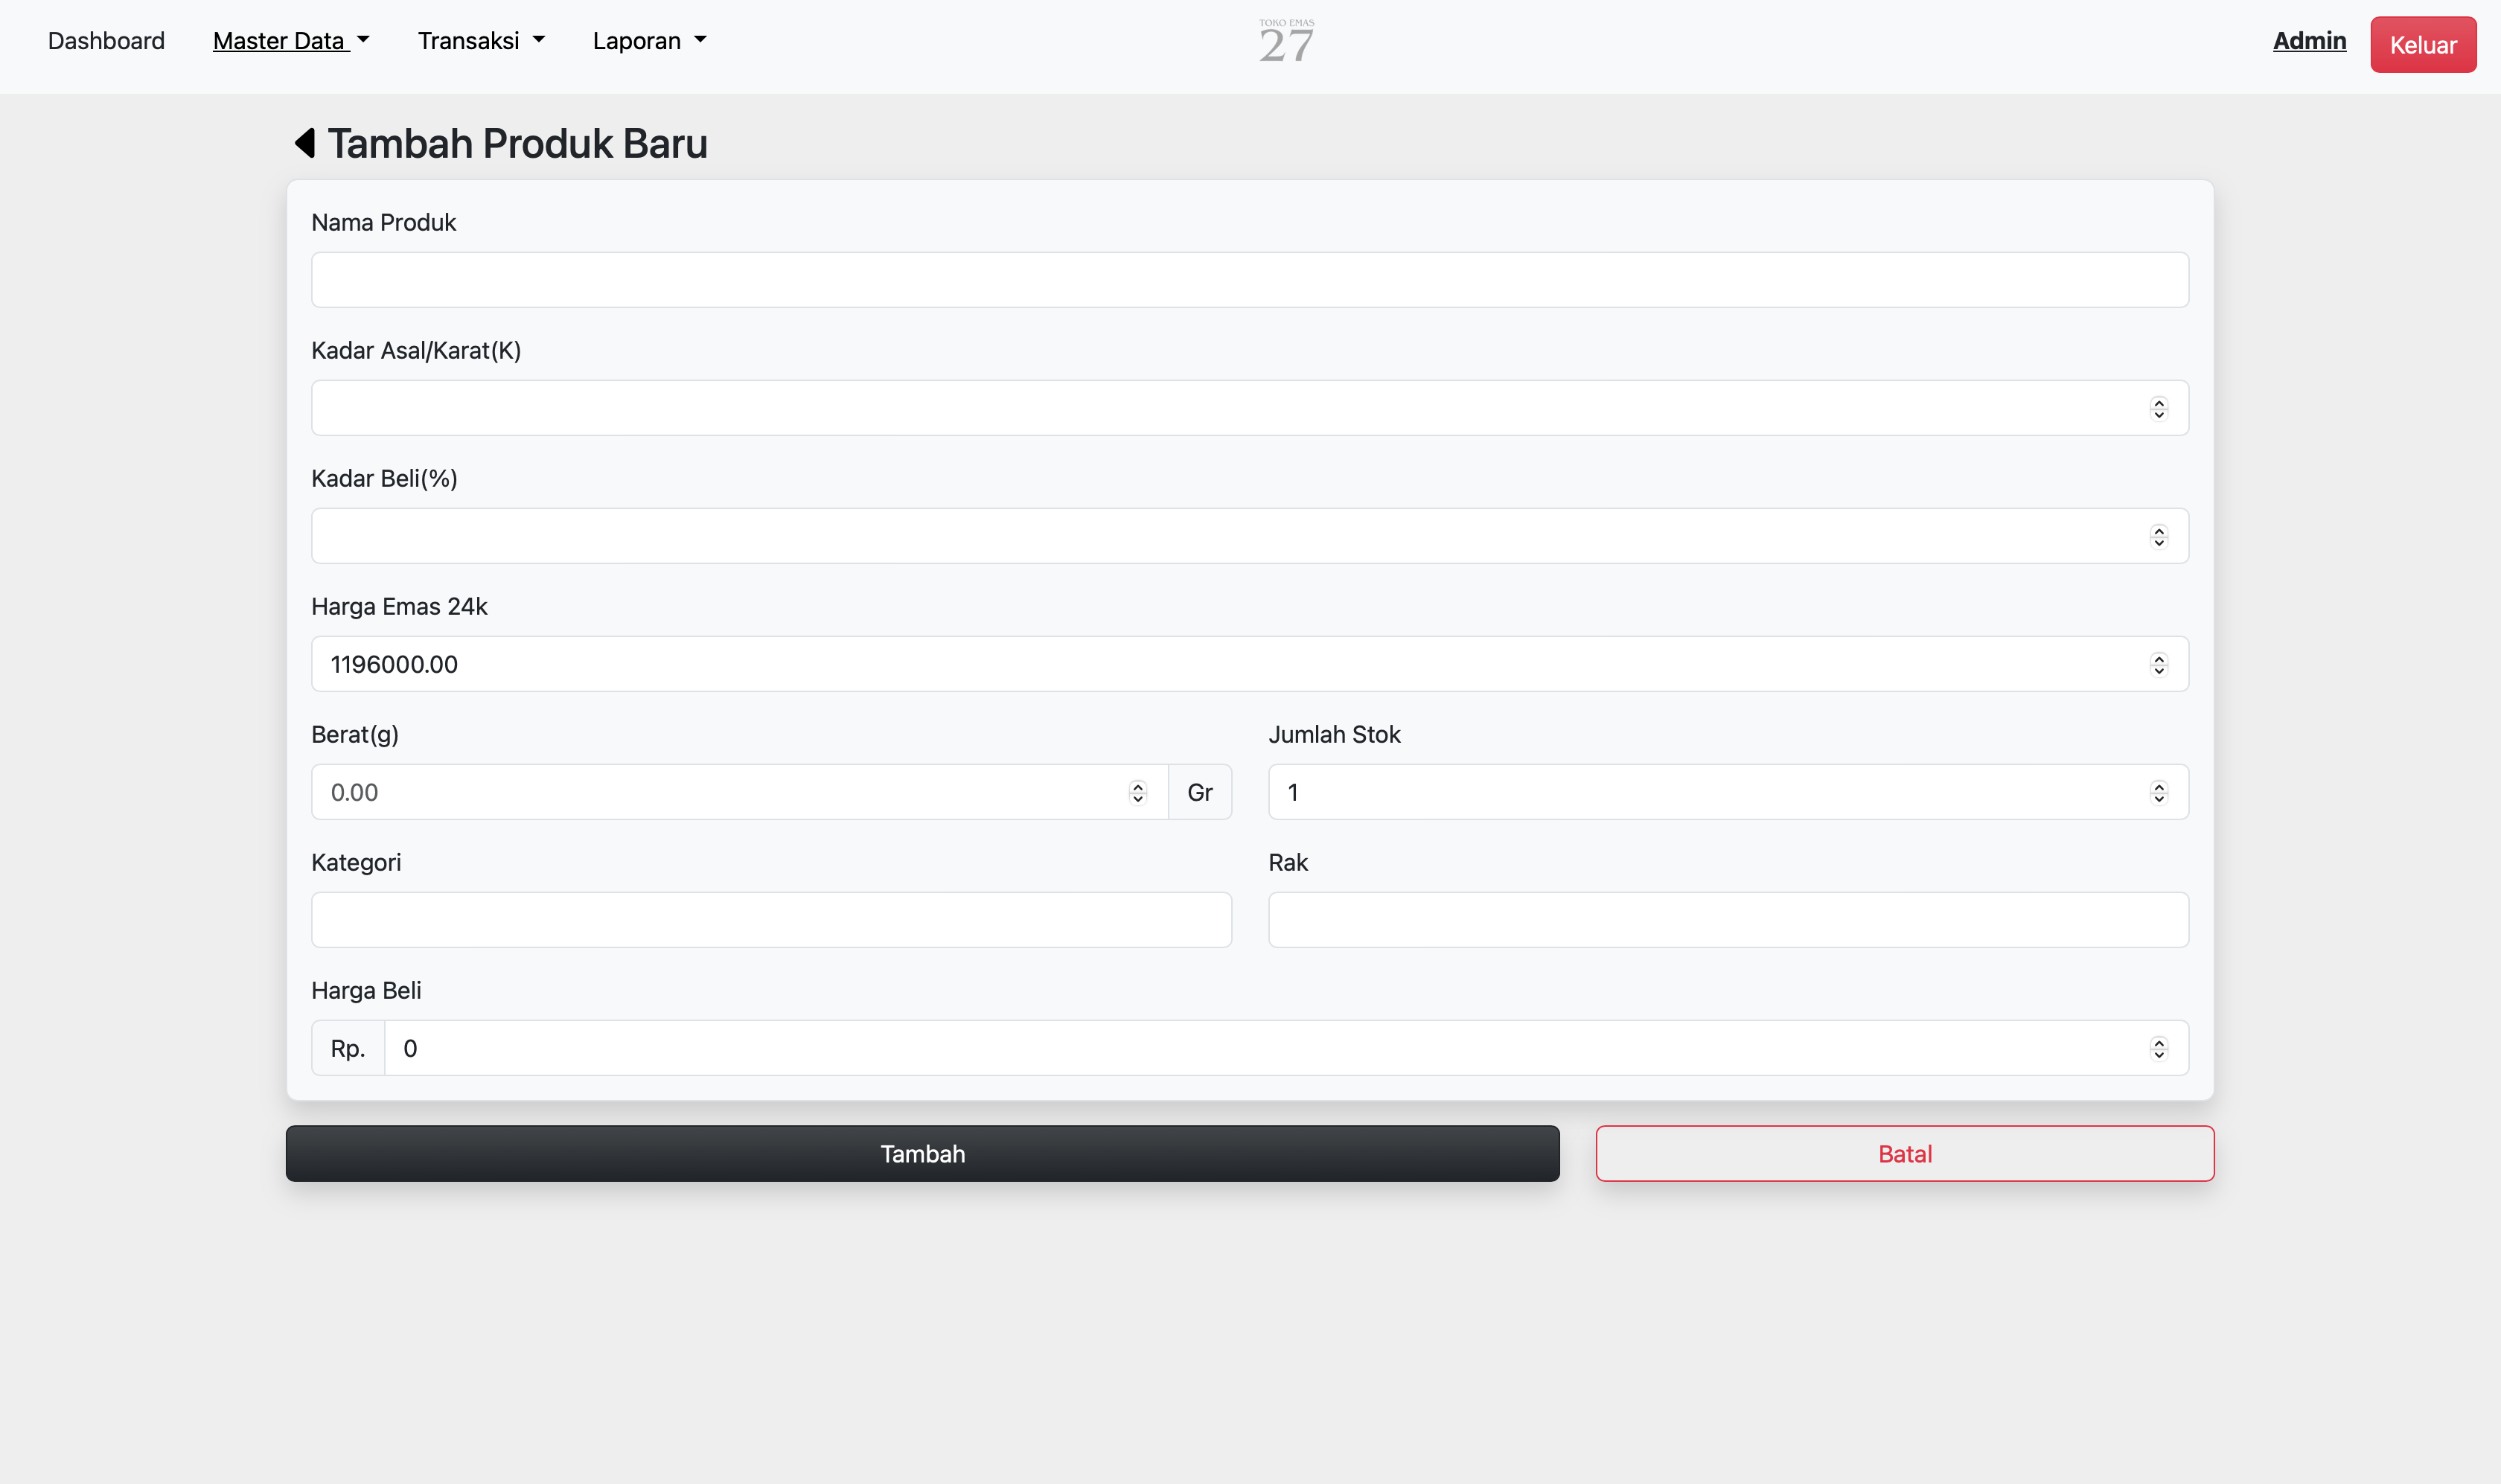 Dashboard Master Data Transaksi Laporan TOKO EMAS Admin Keluar
27
Tambah Produk Baru
Nama Produk
Kadar Asal/Karat(K)
Kadar Beli(%)
Harga Emas 24k
1196000.00
Berat(g) Jumlah Stok
0.00 Gr 1
Kategori Rak
Harga Beli
Rp. 0
Tambah Batal